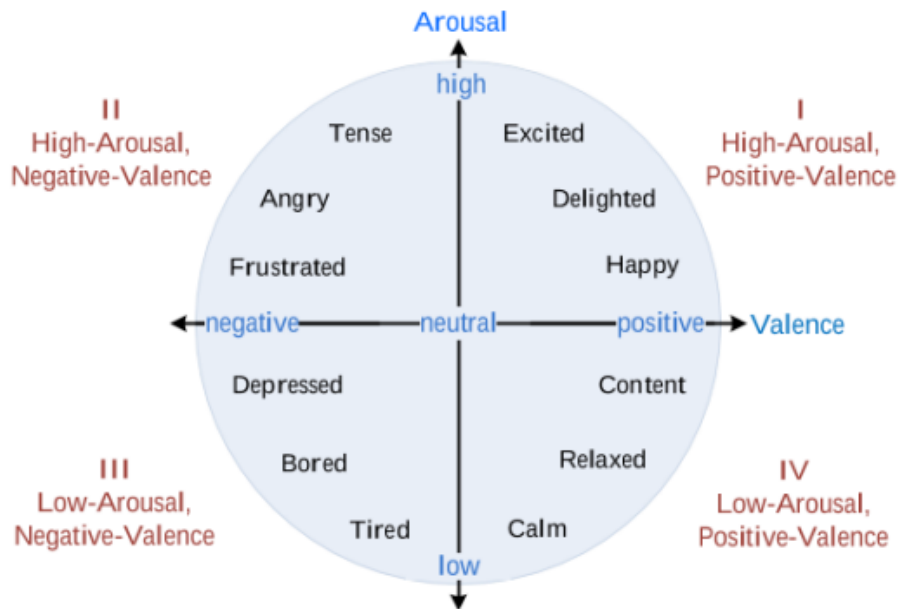 Arousal
high
II
High-Arousal,
Negative-Valence
I
High-Arousal,
Positive-Valence
Tense
Excited
Angry
Delighted
Frustrated
Happy
negative
neutral
positive
Valence
Depressed
Content
Bored
Relaxed
III
Low-Arousal,
Negative-Valence
IV
Low-Arousal,
Positive-Valence
Tired
Calm
low